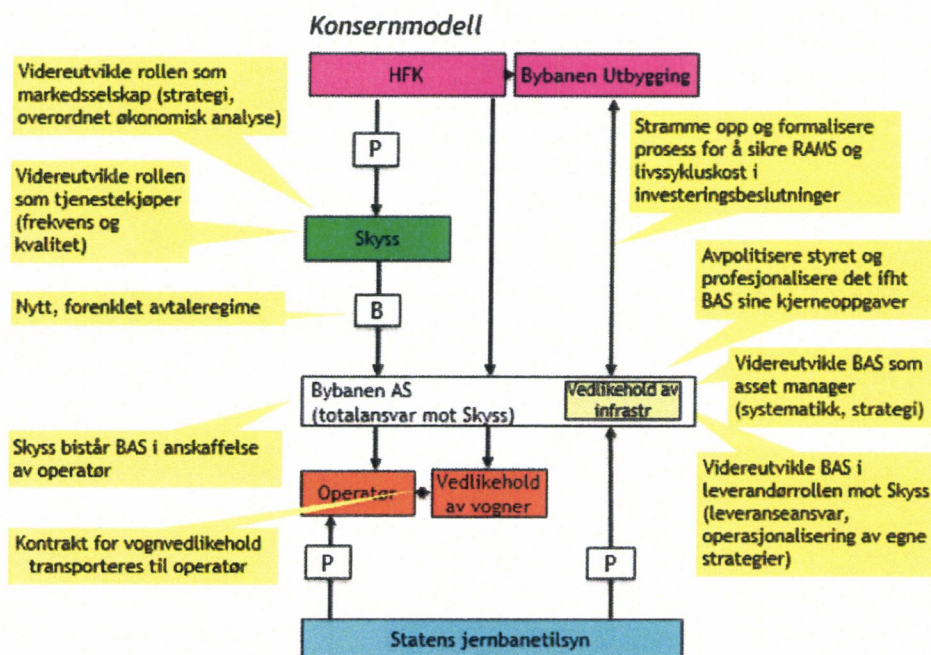 Konsernmodell
HFK
Bybanen Utbygging
Videreutvikle rollen som
markedsselskap (strategi,
overordnet økonomisk analyse)
P
Stramme opp og formalisere
prosess for å sikre RAMS og
livssykluskost i
investeringsbeslutninger
Videreutvikle rollen
som tjenestekjøper
(frekvens og
kvalitet)
Skyss
Avpolitisere styret og
profesjonalisere det ifht
BAS sine kjerneoppgaver
Nytt, forenklet avtaleregime
B
Bybanen AS
(totalansvar mot Skyss)
Vedlikehold av
infrastr
Videreutvikle BAS som
asset manager
(systematikk, strategi)
Skyss bistår BAS i anskaffelse
av operatør
Operatør
Vedlikehold
av vogner
Videreutvikle BAS i
leverandørrollen mot Skyss
(leveranseansvar,
operasjonalisering av egne
strategier)
Kontrakt for vognvedlikehold
transporteres til operatør
P
P
Statens jernbanetilsyn